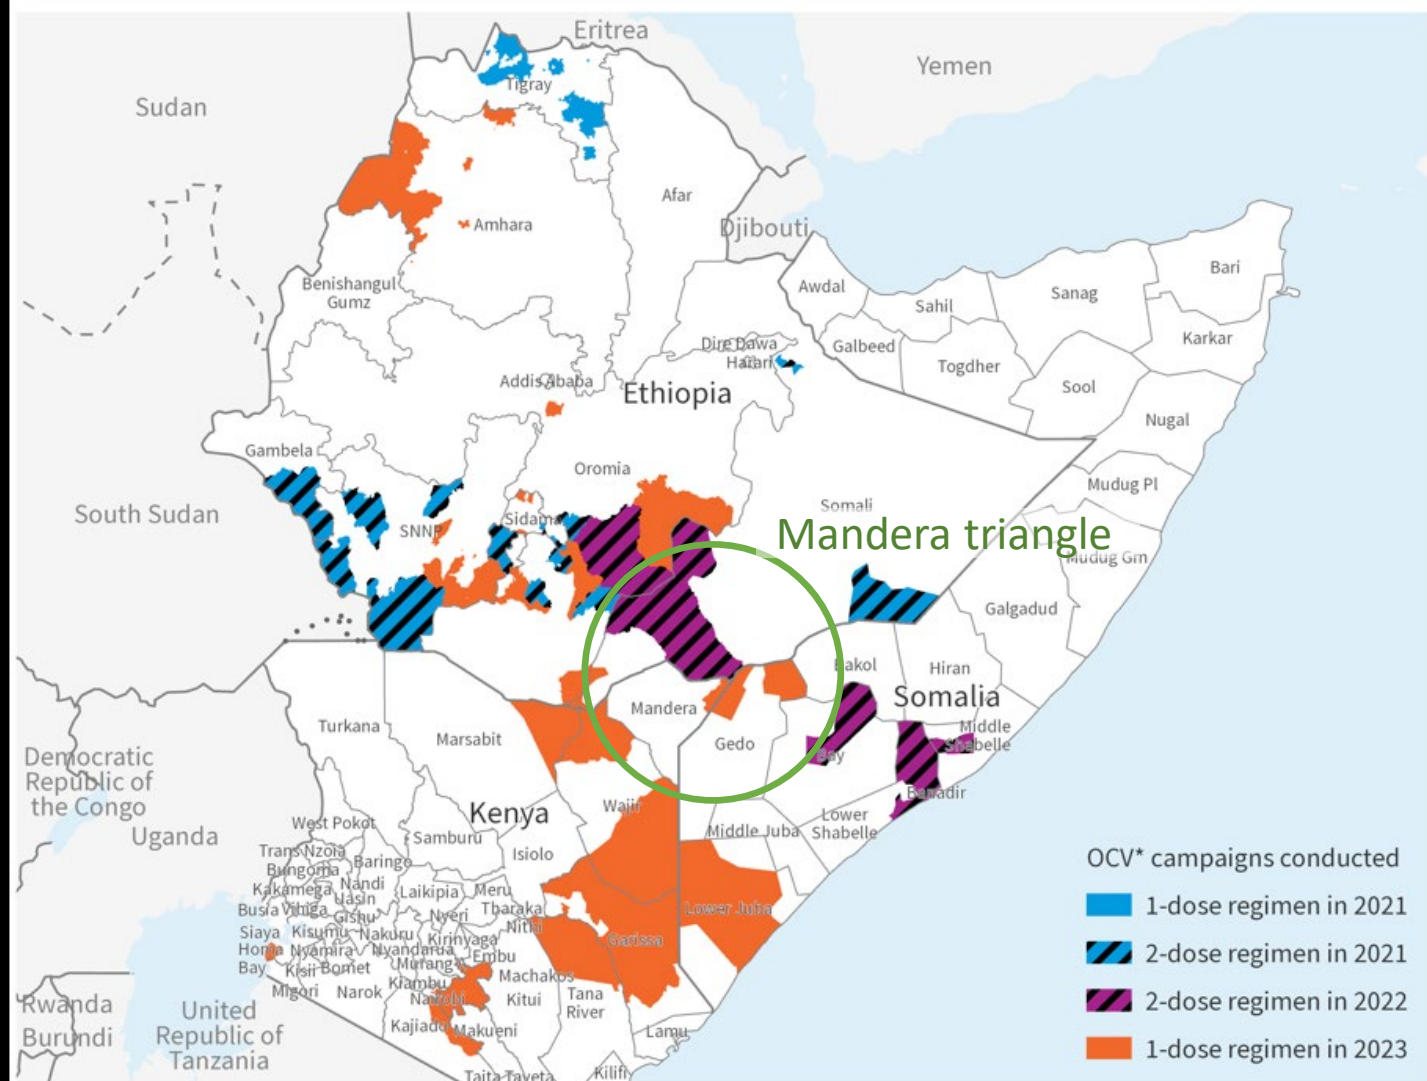 Eritrea
Yemen
Sudan
Tigray
Afar
Amhara
Djibouti
Benishangul
Gumz
Awdal
Sahil
Sanag
Bari
Karkar
Galbeed
Togdher
Sool
Nugal
Dire Dawa
Harari
Addis Ababa
Ethiopia
Gambela
Oromia
Somali
Mudug Pl
South Sudan
SNNP
Sidama
Mandera triangle
Mudug Gm
Galgadud
Bakol
Hiran
Somalia
Mandera
Gedo
Bay
Middle
Shabelle
Banadir
Lower
Shabelle
Middle Juba
Lower Juba
Turkana
Marsabit
Democratic
Republic of
the Congo
Uganda
Kenya
Wajir
West Pokot
Samburu
Isiolo
Trans Nzoia
Baringo
Bungoma
Kakamega
Nandi
Uasin
Gishu
Laikipia
Meru
Busia
Vihiga
Nyeri
Tharaka
Nithi
Siaya
Kisumu
Nakuru
Kirinyaga
Garissa
Homa
Bay
Nyamira
Nyandarua
Embu
Kisii
Bomet
Muranga
Machakos
Migori
Narok
Kiambu
Nairobi
Kitui
Tana
River
Kajiado
Makueni
Lamu
Taita Taveta
Kilifi
Rwanda
Burundi
United
Republic of
Tanzania
OCV* campaigns conducted
1-dose regimen in 2021
2-dose regimen in 2021
2-dose regimen in 2022
1-dose regimen in 2023